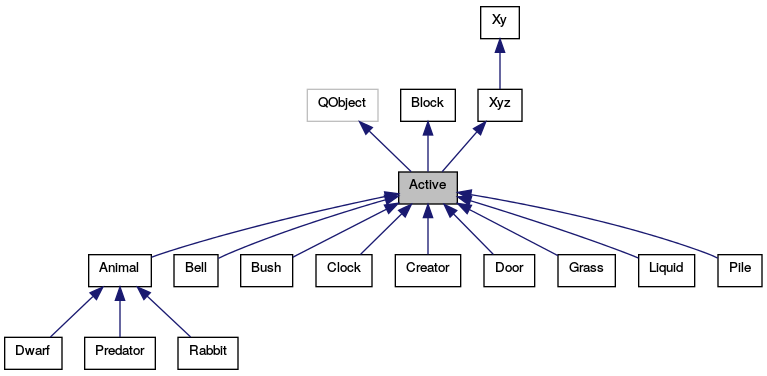 Xy
QObject
Block
Xyz
Active
Animal
Bell
Bush
Clock
Creator
Door
Grass
Liquid
Pile
Dwarf
Predator
Rabbit